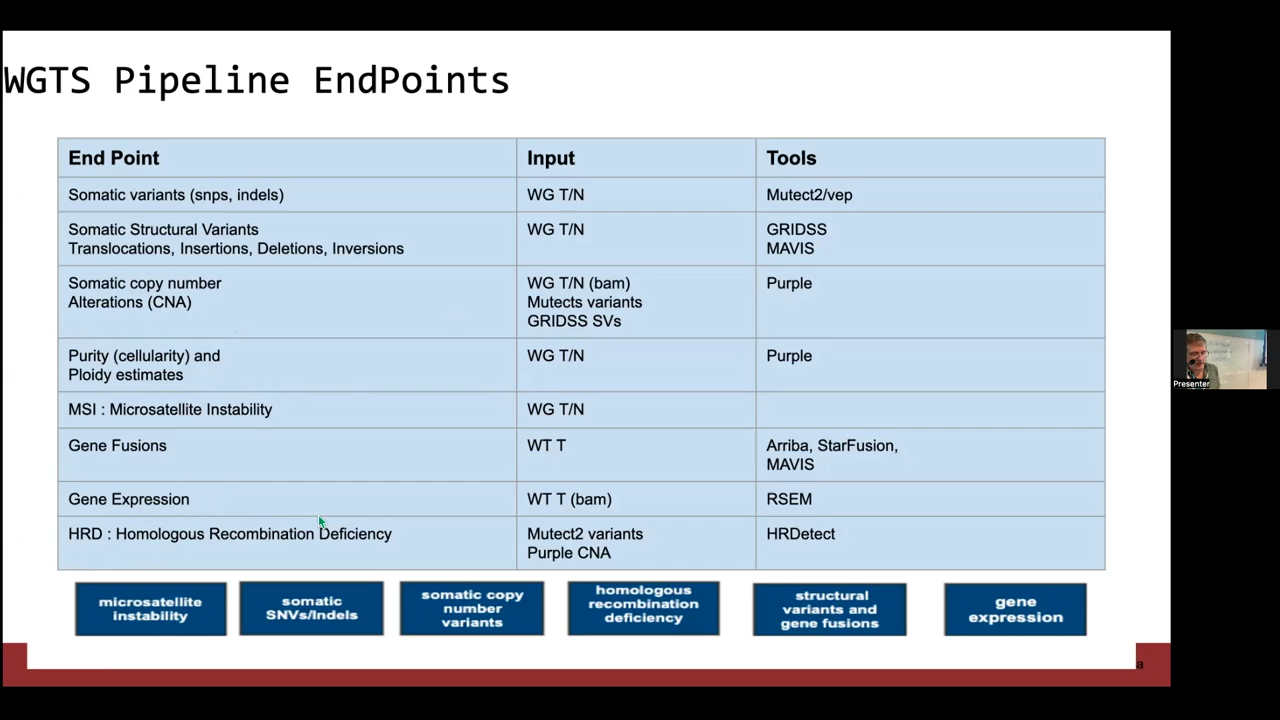 WGTS Pipeline EndPoints
End Point Input Tools
Somatic variants (snps, indels) WG T/N Mutect2/vep
Somatic Structural Variants WG T/N GRIDSS
Translocations, Insertions, Deletions, Inversions MAVIS
Somatic copy number WG T/N (bam) Purple
Alterations (CNA) Mutects variants
GRIDSS SVs
Purity (cellularity) and WG T/N Purple
Ploidy estimates
MSI : Microsatellite Instability WG T/N
Gene Fusions WT T Arriba, StarFusion,
MAVIS
Gene Expression WT T (bam) RSEM
HRD : Homologous Recombination Deficiency Mutect2 variants HRDetect
Purple CNA
microsatellite
instability
somatic
SNVs/Indels
somatic copy
number
variants
homologous
recombination
deficiency
structural
variants and
gene fusions
gene
expression
a
Presenter